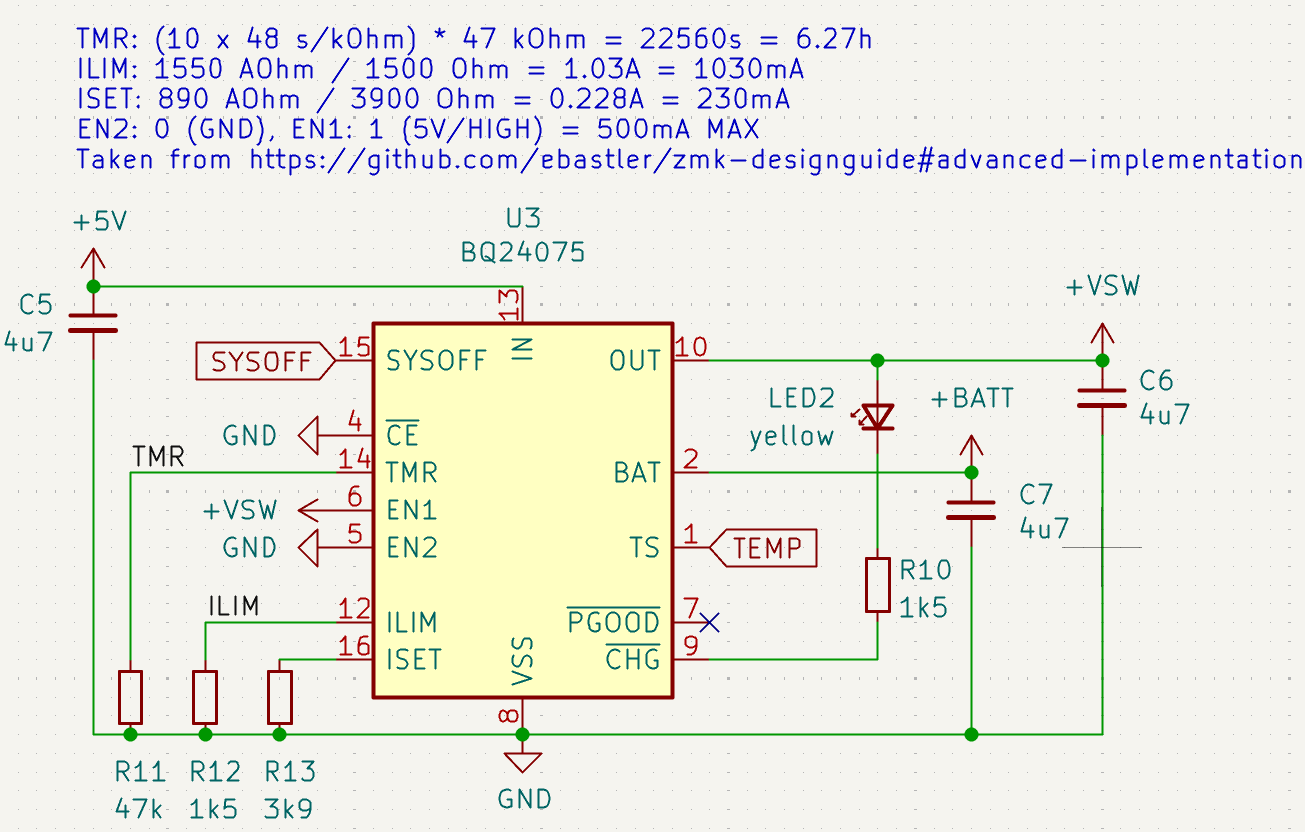 TMR: (10 x 48 s/kOhm) * 47 kOhm = 22560s = 6.27h
ILIM: 1550 AOhm / 1500 Ohm = 1.03A = 1030mA
ISET: 890 AOhm / 3900 Ohm = 0.228A = 230mA
EN2: 0 (GND), EN1: 1 (5V/HIGH) = 500mA MAX
Taken from https://github.com/ebastler/zmk-designguide#advanced-implementation
+5V
U3
BQ24075
+VSW
C5
4u7
13
IN
SYSOFF
15
SYSOFF
OUT
10
C6
4u7
LED2
yellow
+BATT
GND
4
CE
TMR
14
TMR
BAT
2
C7
4u7
+VSW
6
EN1
GND
5
EN2
TS
1
TEMP
R10
1k5
ILIM
12
ILIM
PGOOD
7
16
ISET
VSS
CHG
9
8
GND
R11
47k
R12
1k5
R13
3k9